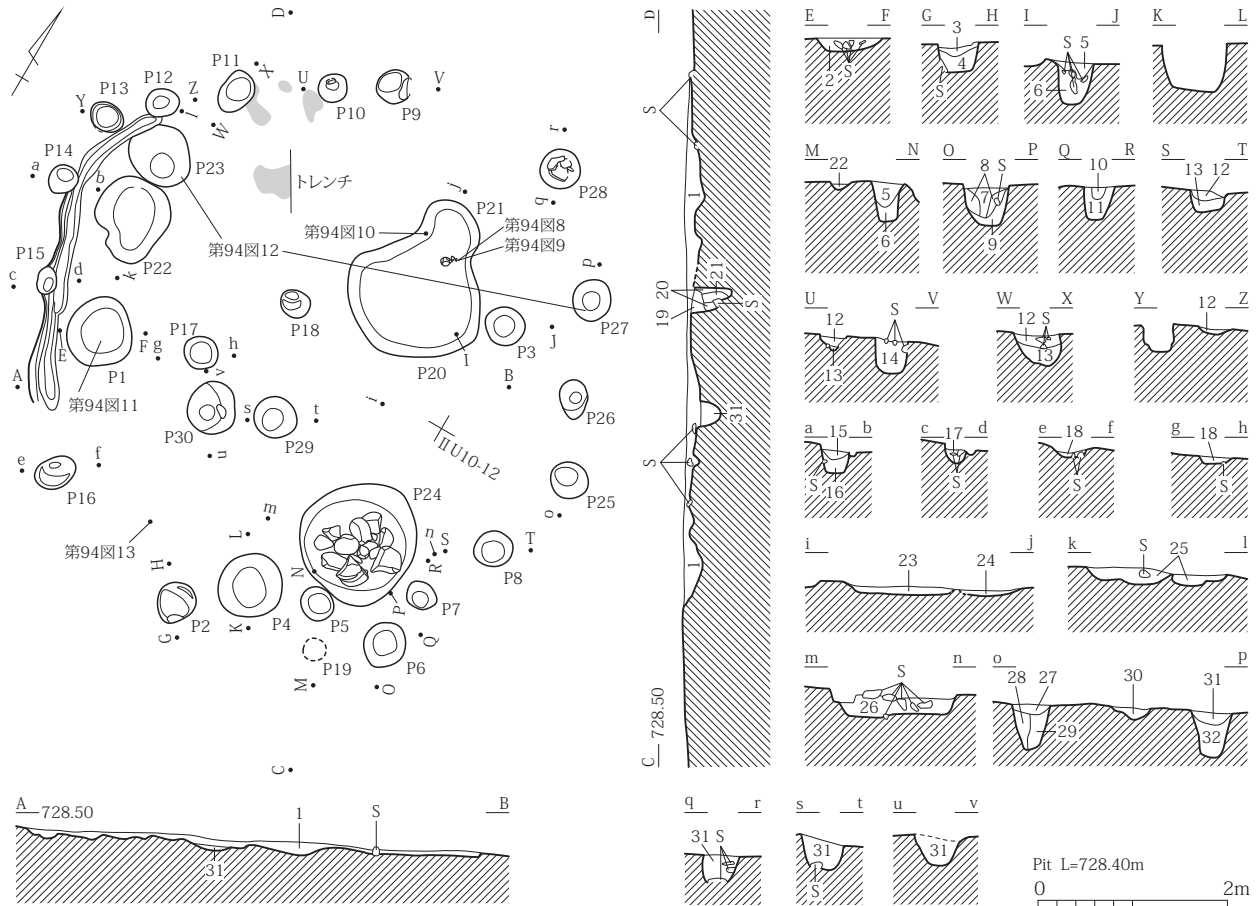 D
P11
X
U
P10
P9
V
P13
P12
Z
Y
l
W
P14
a
b
P23
r
P28
q
トレンチ
j
P21
第94図8
第94図9
第94図10
第94図12
P15
c
d
k
P22
p
P27
P18
P3
J
E
P1
F
g
P17
h
v
I
P20
A
第94図11
B
i
P26
P30
s
P29
t
u
ⅡU10-12
e
f
P16
P24
P25
o
第94図13
L
m
n
S
T
R
P8
H
N
P
P7
P2
G
K
P4
P5
Q
P19
P6
M
O
C
A 728.50
1
S
B
31
D
S
1
20
21
19
S
31
S
1
C 728.50
E F
2
S
G H
3
4
S
I J
S
5
6
K L
M N
22
5
6
O P
8
S
7
9
Q R
10
11
S T
13
12
U V
12
S
13
14
W X
12
S
13
Y Z
12
a b
15
S
16
c d
17
S
e f
18
S
g h
18
S
i j
23
24
k l
S
25
m n
S
26
o p
28
27
29
30
31
32
q r
31
S
s t
31
S
u v
31
Pit L=728.40m
0 2m